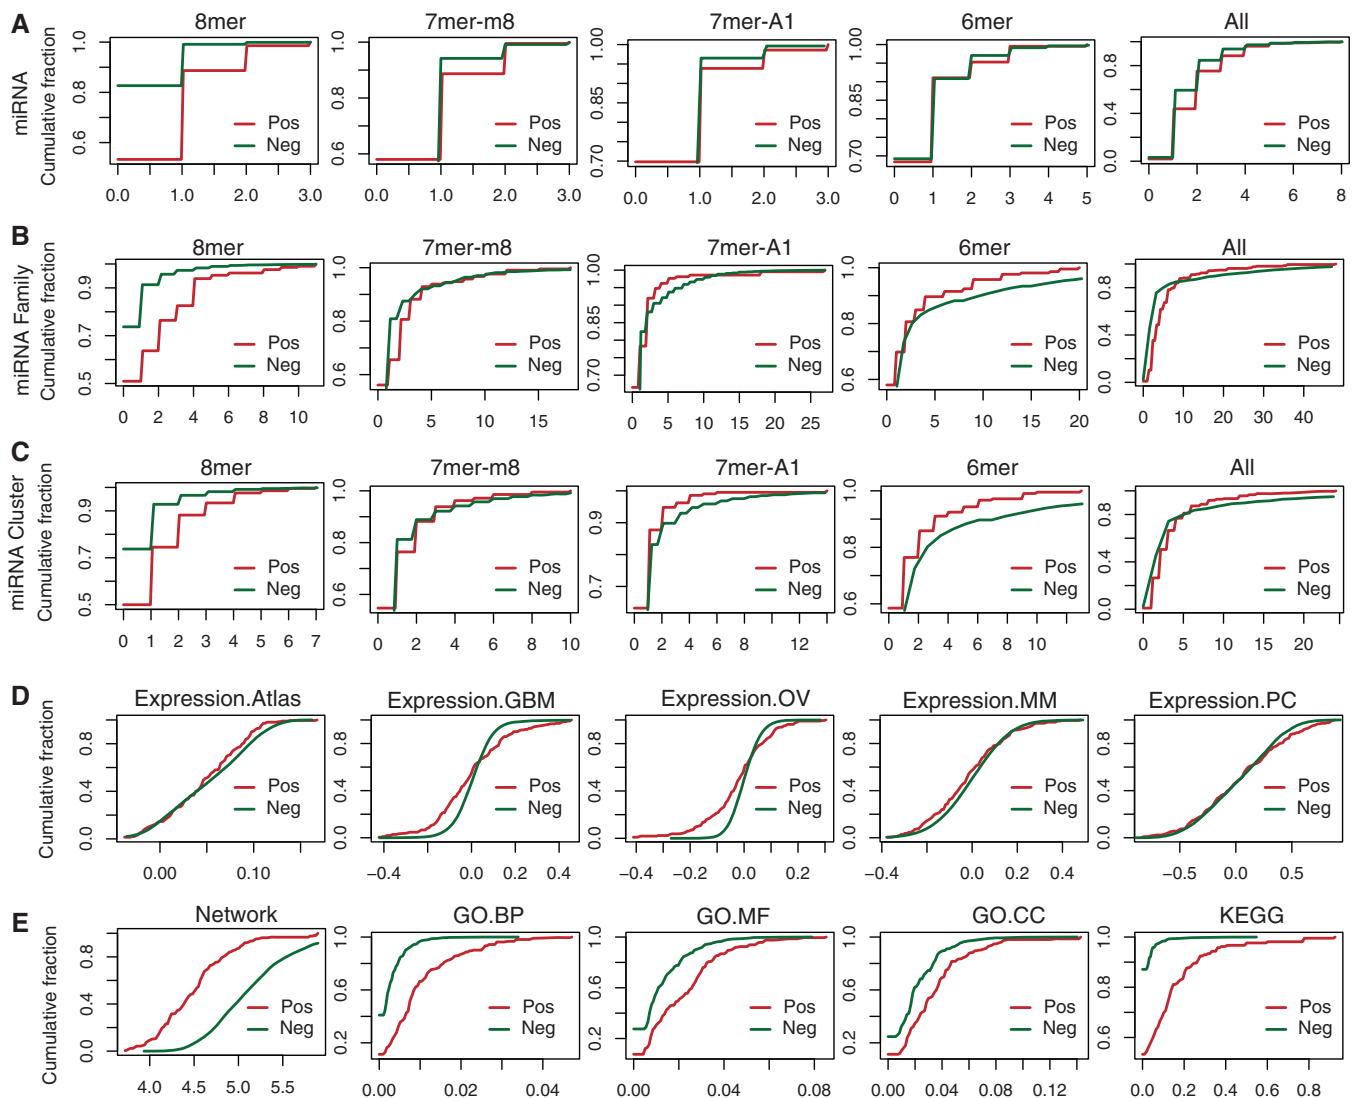 A
8mer
7mer-m8
7mer-A1
6mer
All
miRNA
Cumulative fraction
0.6 0.8 1.0
Pos
Neg
0.0 1.0 2.0 3.0
0.6 0.8 1.0
Pos
Neg
0.0 1.0 2.0 3.0
0.70 0.85 1.00
Pos
Neg
0.0 1.0 2.0 3.0
0.70 0.85 1.00
Pos
Neg
0 1 2 3 4 5
0.0 0.4 0.8
Pos
Neg
0 2 4 6 8
B
8mer
7mer-m8
7mer-A1
6mer
All
miRNA Family
Cumulative fraction
0.5 0.7 0.9
Pos
Neg
0 2 4 6 8 10
0.6 0.8 1.0
Pos
Neg
0 5 10 15
0.70 0.85 1.00
Pos
Neg
0 5 10 15 20 25
0.6 0.8 1.0
Pos
Neg
0 5 10 15 20
0.0 0.4 0.8
Pos
Neg
0 10 20 30 40
C
8mer
7mer-m8
7mer-A1
6mer
All
miRNA Cluster
Cumulative fraction
0.5 0.7 0.9
Pos
Neg
0 1 2 3 4 5 6 7
0.6 0.8 1.0
Pos
Neg
0 2 4 6 8 10
0.7 0.9
Pos
Neg
0 2 4 6 8 12
0.6 0.8 1.0
Pos
Neg
0 2 4 6 8 10
0.0 0.4 0.8
Pos
Neg
0 5 10 15 20
D
Expression.Atlas
Expression.GBM
Expression.OV
Expression.MM
Expression.PC
Cumulative fraction
0.0 0.4 0.8
Pos
Neg
0.00 0.10
0.0 0.4 0.8
Pos
Neg
−0.4 0.0 0.2 0.4
0.0 0.4 0.8
Pos
Neg
−0.4 −0.2 0.0 0.2
0.0 0.4 0.8
Pos
Neg
−0.4 0.0 0.2 0.4
0.0 0.4 0.8
Pos
Neg
−0.5 0.0 0.5
E
Network
GO.BP
GO.MF
GO.CC
KEGG
Cumulative fraction
0.0 0.4 0.8
Pos
Neg
4.0 4.5 5.0 5.5
0.2 0.6 1.0
Pos
Neg
0.00 0.02 0.04
0.2 0.6 1.0
Pos
Neg
0.00 0.04 0.08
0.2 0.6 1.0
Pos
Neg
0.00 0.04 0.08 0.12
0.6 0.8 1.0
Pos
Neg
0.0 0.2 0.4 0.6 0.8